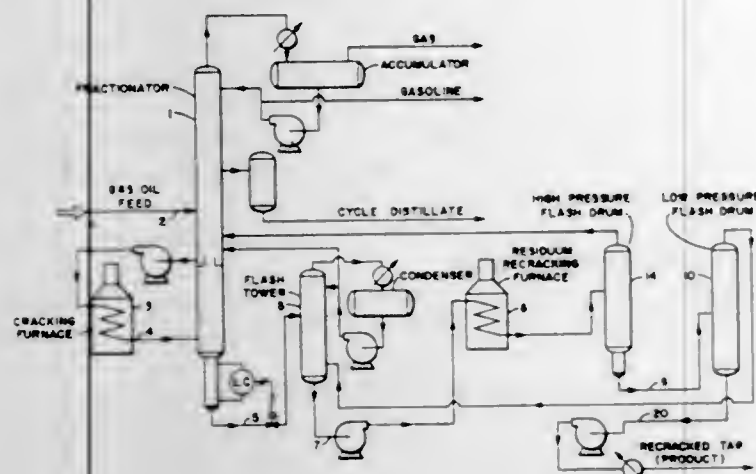 GAS
ACCUMULATOR
FRACTIONATOR
1
GASOLINE
GAS OIL
FEED
2
CYCLE DISTILLATE
HIGH PRESSURE
FLASH DRUM
LOW PRESSURE
FLASH DRUM
RESIDUUM
RECRACKING
FURNACE
CONDENSER
FLASH
TOWER
8
14
10
3
4
CRACKING
FURNACE
6
L.C
5
7
9
20
RECRACKED TAR
(PRODUCT)